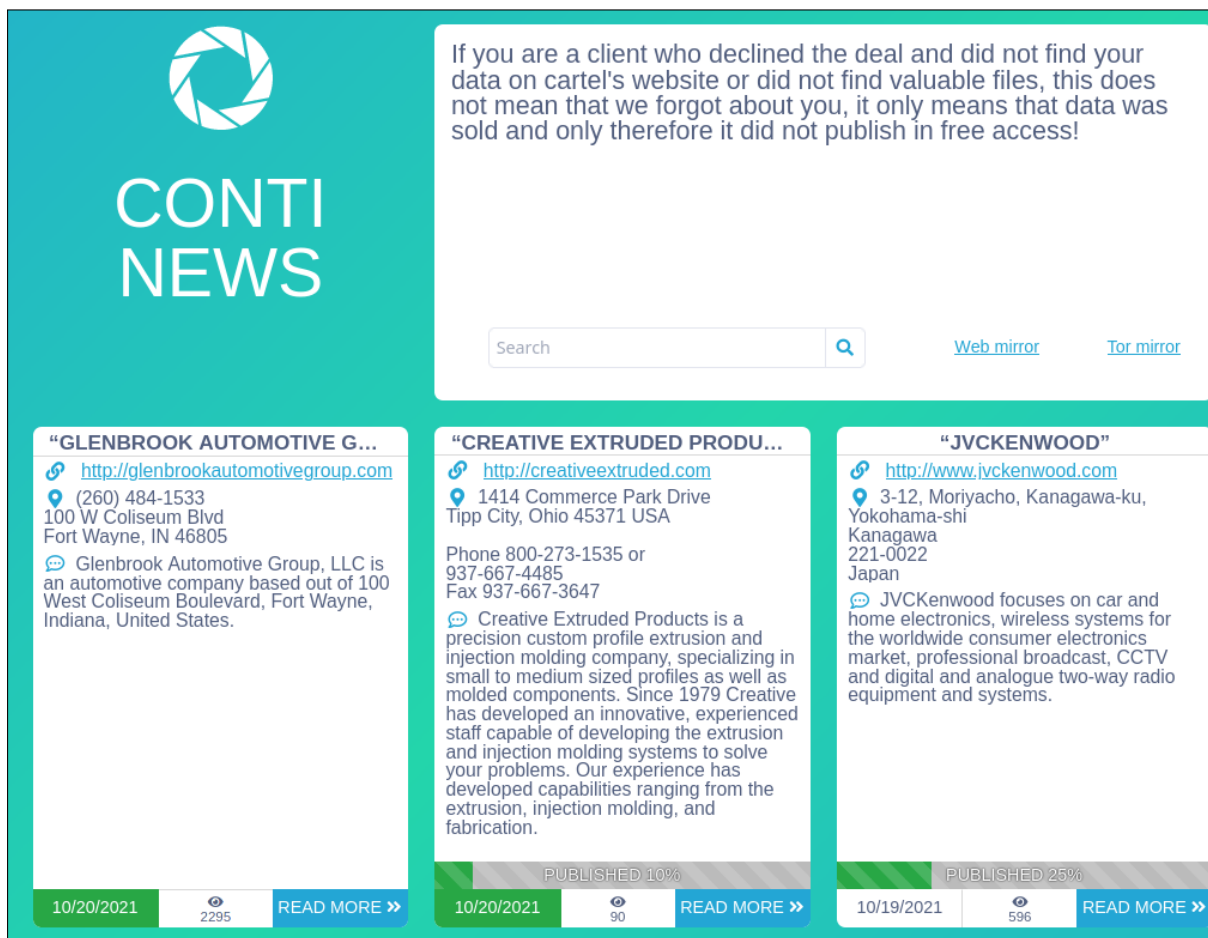 CONTI
NEWS
If you are a client who declined the deal and did not find your
data on cartel's website or did not find valuable files, this does
not mean that we forgot about you, it only means that data was
sold and only therefore it did not publish in free access!
Search
Web mirror
Tor mirror
“GLENBROOK AUTOMOTIVE G…
http://glenbrookautomotivegroup.com
(260) 484-1533
100 W Coliseum Blvd
Fort Wayne, IN 46805
Glenbrook Automotive Group, LLC is
an automotive company based out of 100
West Coliseum Boulevard, Fort Wayne,
Indiana, United States.
10/20/2021
2295
READ MORE »
“CREATIVE EXTRUDED PRODU…
http://creativeextruded.com
1414 Commerce Park Drive
Tipp City, Ohio 45371 USA
Phone 800-273-1535 or
937-667-4485
Fax 937-667-3647
Creative Extruded Products is a
precision custom profile extrusion and
injection molding company, specializing in
small to medium sized profiles as well as
molded components. Since 1979 Creative
has developed an innovative, experienced
staff capable of developing the extrusion
and injection molding systems to solve
your problems. Our experience has
developed capabilities ranging from the
extrusion, injection molding, and
fabrication.
PUBLISHED 10%
10/20/2021
90
READ MORE »
“JVCKENWOOD”
http://www.jvckenwood.com
3-12, Moriyacho, Kanagawa-ku,
Yokohama-shi
Kanagawa
221-0022
Japan
JVCKenwood focuses on car and
home electronics, wireless systems for
the worldwide consumer electronics
market, professional broadcast, CCTV
and digital and analogue two-way radio
equipment and systems.
PUBLISHED 25%
10/19/2021
596
READ MORE »